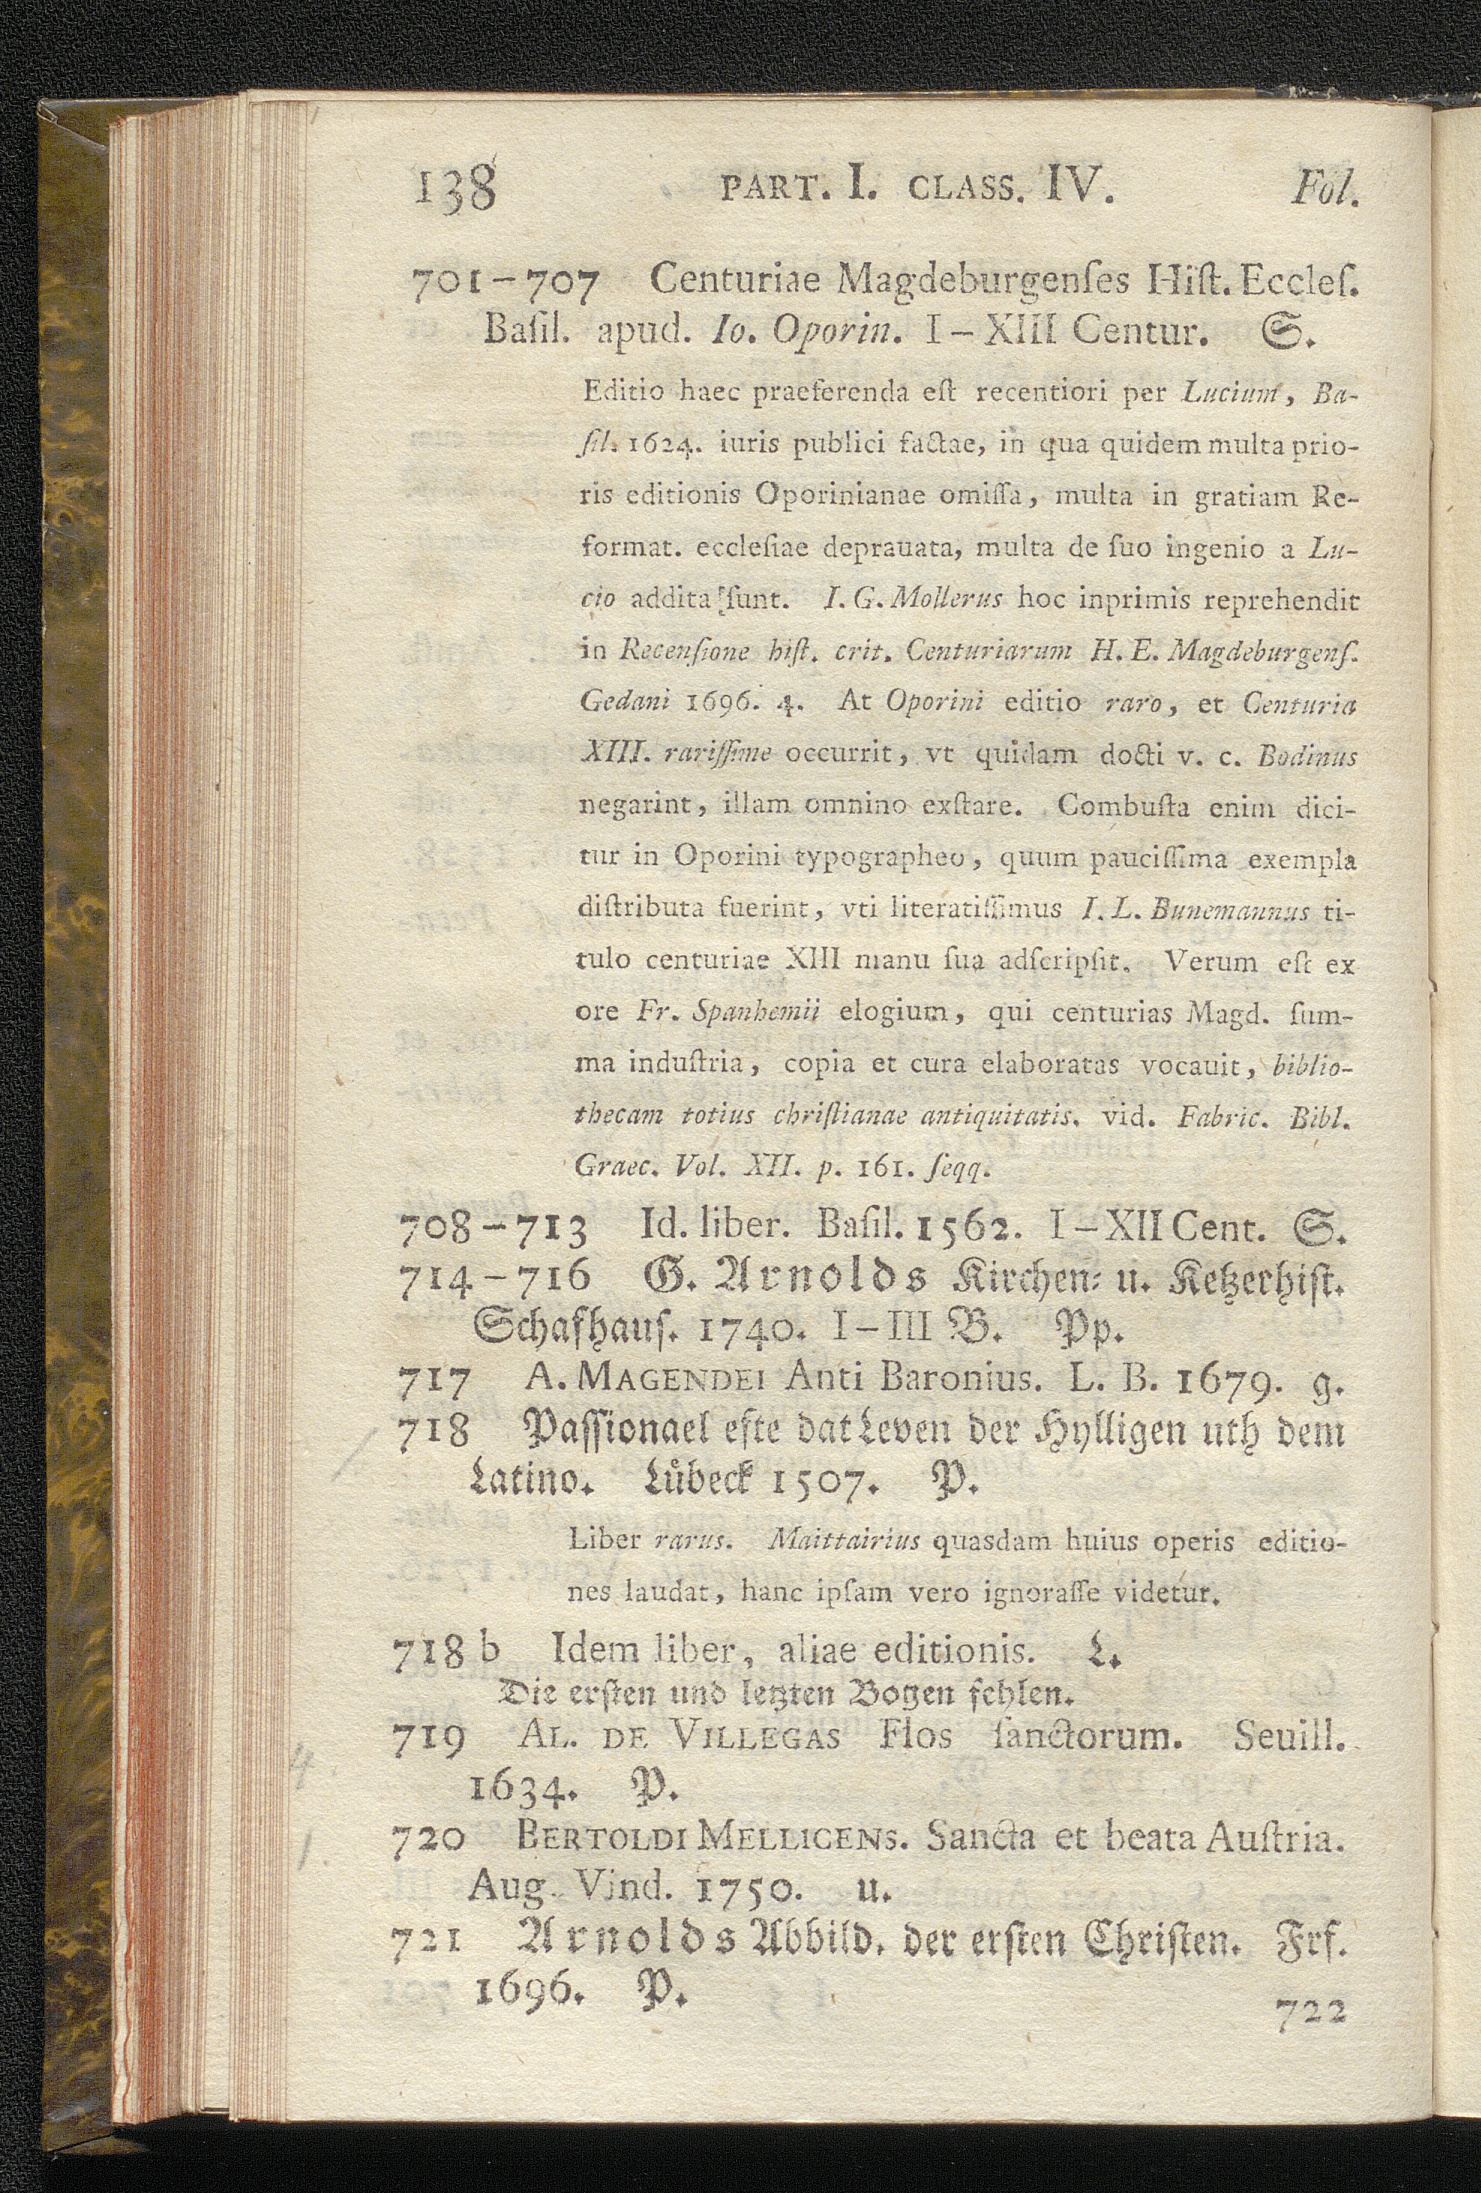 138 PART. I. CLASS. IV. Fol.
701–707 Centuriae Magdeburgenſes Hiſt. Eccleſ.
Baſil. apud. Io. Oporin. I – XIII Centur. S.
Editio haec praeferenda eſt recentiori per Lucium, Ba-
ſil. 1624. iuris publici factae, in qua quidem multa prio-
ris editionis Oporinianae omiſſa, multa in gratiam Re-
format. eccleſiae deprauata, multa de ſuo ingenio a Lu-
cio addita ſunt. I. G. Mollerus hoc inprimis reprehendit
in Recenſione hiſt. crit. Centuriarum H. E. Magdeburgenſ.
Gedani 1696. 4. At Oporini editio raro, et Centuria
XIII. rariſſime occurrit, vt quidam docti v. c. Bodinus
negarint, illam omnino exſtare. Combuſta enim dici-
tur in Oporini typographeo, quum pauciſſima exempla
diſtributa fuerint, vti literatiſſimus I. L. Bunemannus ti-
tulo centuriae XIII manu ſua adſcripſit. Verum eſt ex
ore Fr. Spanhemii elogium, qui centurias Magd. ſum-
ma induſtria, copia et cura elaboratas vocauit, biblio-
thecam totius chriſtianae antiquitatis. vid. Fabric. Bibl.
Graec. Vol. XII. p. 161. ſeqq.
708–713 Id. liber. Baſil. 1562. I – XII Cent. S.
714–716 G. Arnolds Kirchen- u. Ketzerhiſt.
Schafhauſ. 1740. I – III B. Pp.
717 A. MAGENDEI Anti Baronius. L. B. 1679. g.
718 Paſſionael efte dat Leven der Hylligen uth dem
Latino. Lübeck 1507. P.
Liber rarus. Maittairius quasdam huius operis editio-
nes laudat, hanc ipſam vero ignoraſſe videtur.
718 b Idem liber, aliae editionis. L.
Die erſten und letzten Bogen fehlen.
719 AL. DE VILLEGAS Flos ſanctorum. Seuill.
4.
1634. P.
720 BERTOLDI MELLICENS. Sancta et beata Auſtria.
1.
Aug. Vind. 1750. u.
721 Arnolds Abbild. der erſten Chriſten. Frf.
1696. P.
722